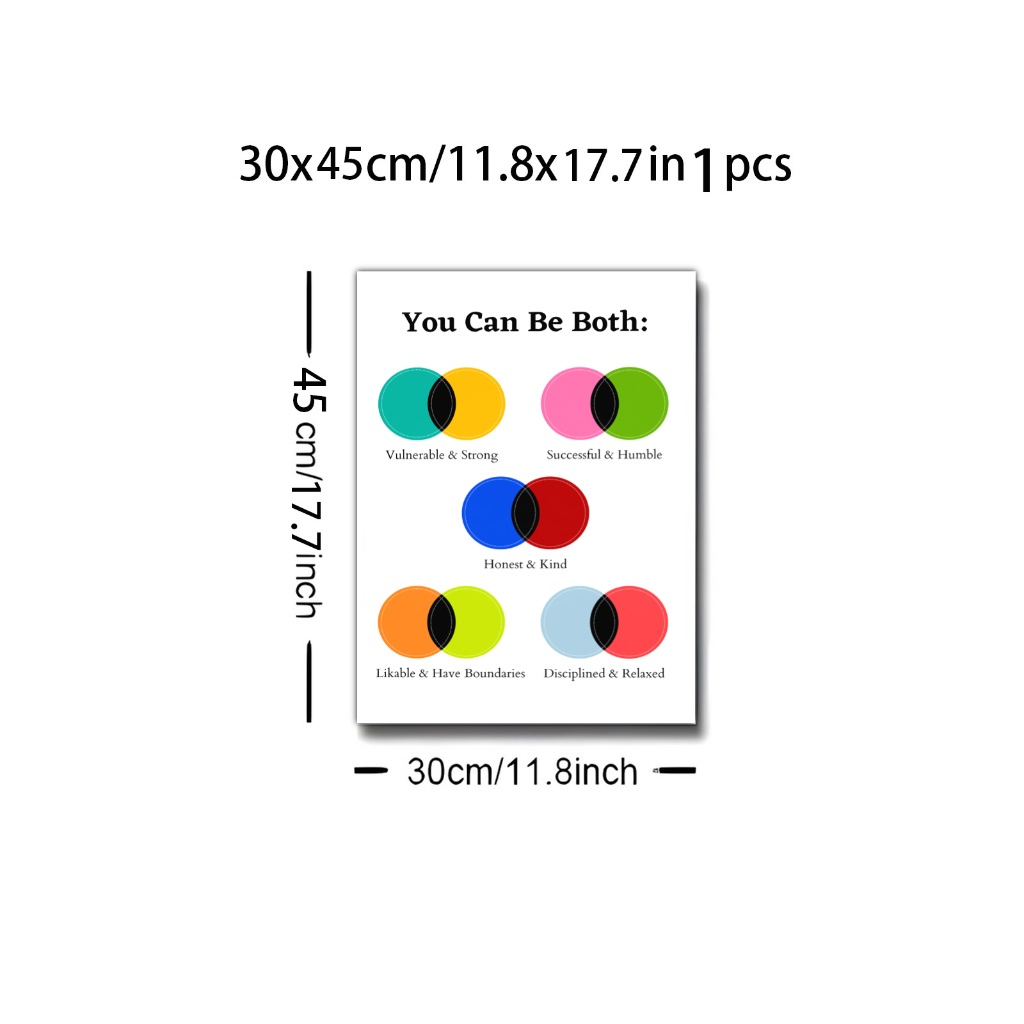 30x45cm/11.8x17.7in1pcs
45cm/17.7inch
You Can Be Both:
Vulnerable & Strong
Successful & Humble
Honest & Kind
Likable & Have Boundaries
Disciplined & Relaxed
30cm/11.8inch